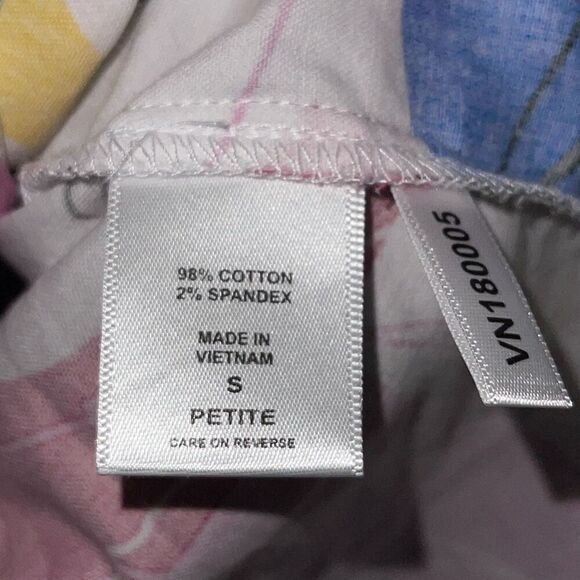 98% COTTON
2% SPANDEX
MADE IN
VIETNAM
S
PETITE
CARE ON REVERSE
VN180005